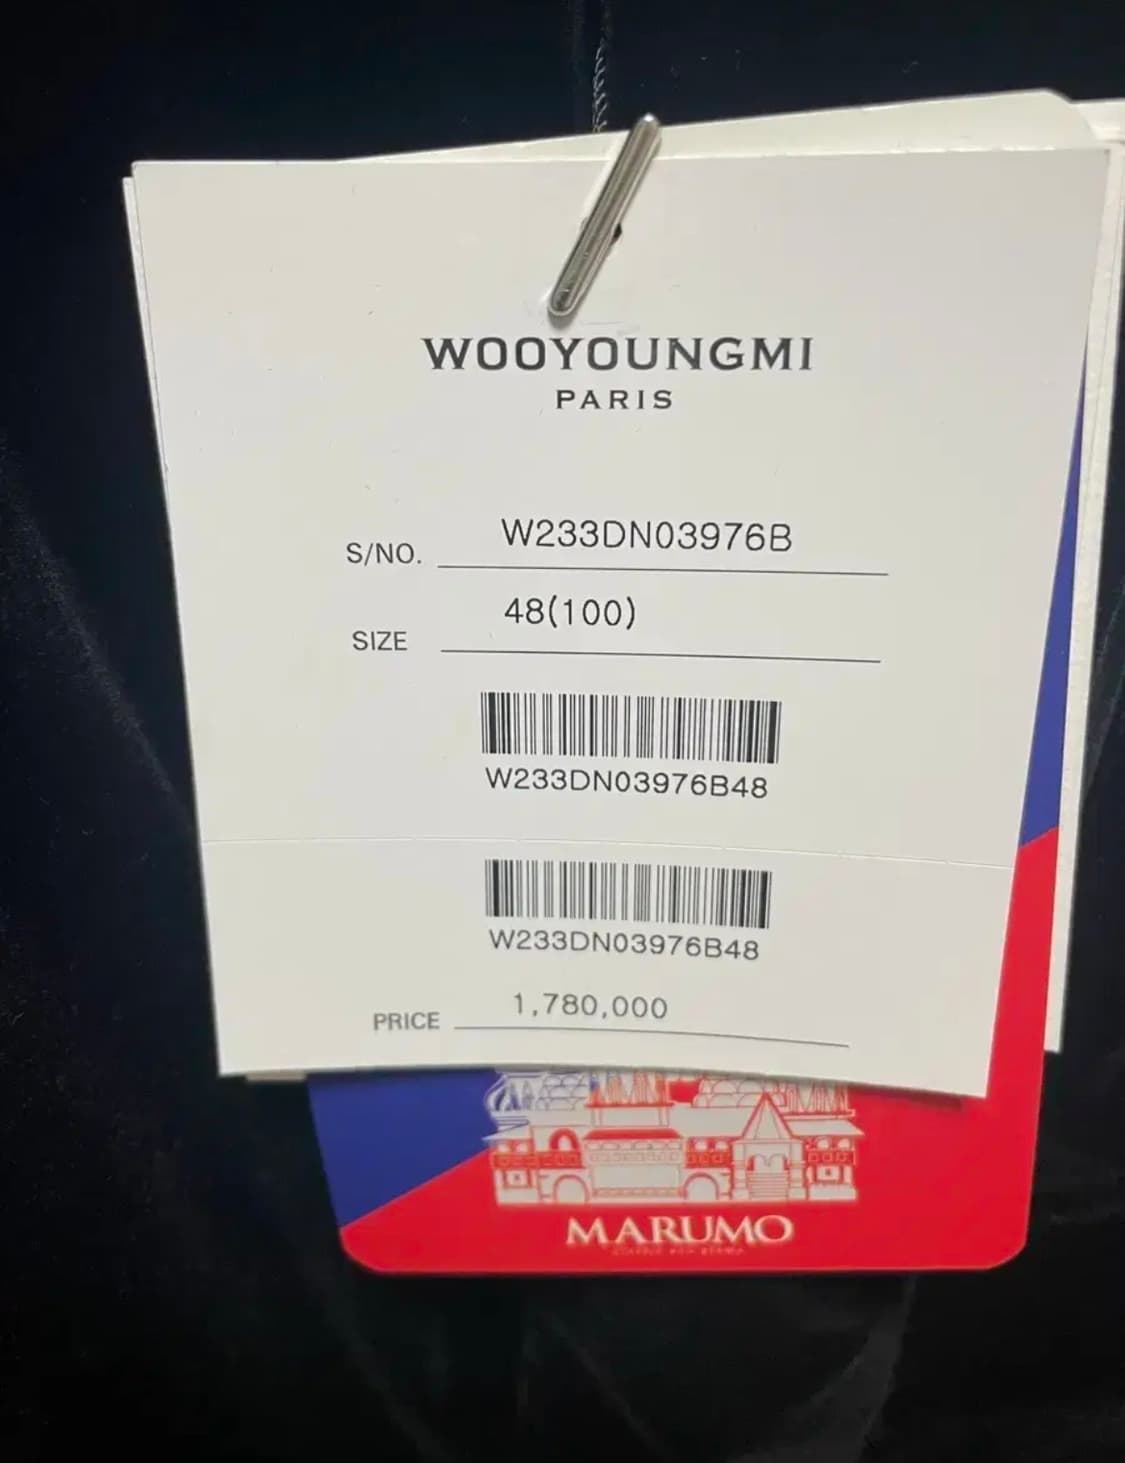 WOOYOUNGMI
PARIS
S/NO. W233DN03976B
SIZE 48(100)
W233DN03976B48
W233DN03976B48
PRICE 1,780,000
MARUMO